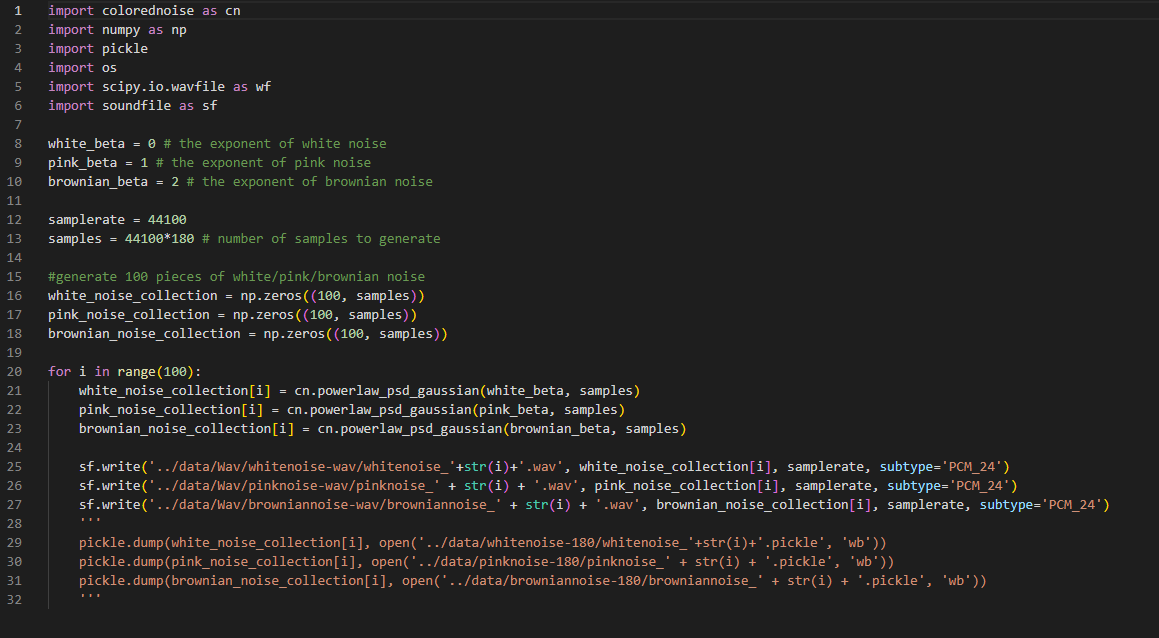 1 import colorednoise as cn
2 import numpy as np
3 import pickle
4 import os
5 import scipy.io.wavfile as wf
6 import soundfile as sf
7
8 white_beta = 0 # the exponent of white noise
9 pink_beta = 1 # the exponent of pink noise
10 brownian_beta = 2 # the exponent of brownian noise
11
12 samplerate = 44100
13 samples = 44100*180 # number of samples to generate
14
15 #generate 100 pieces of white/pink/brownian noise
16 white_noise_collection = np.zeros((100, samples))
17 pink_noise_collection = np.zeros((100, samples))
18 brownian_noise_collection = np.zeros((100, samples))
19
20 for i in range(100):
21     white_noise_collection[i] = cn.powerlaw_psd_gaussian(white_beta, samples)
22     pink_noise_collection[i] = cn.powerlaw_psd_gaussian(pink_beta, samples)
23     brownian_noise_collection[i] = cn.powerlaw_psd_gaussian(brownian_beta, samples)
24
25     sf.write('../data/Wav/whitenoise-wav/whitenoise_'+str(i)+'.wav', white_noise_collection[i], samplerate, subtype='PCM_24')
26     sf.write('../data/Wav/pinknoise-wav/pinknoise_' + str(i) + '.wav', pink_noise_collection[i], samplerate, subtype='PCM_24')
27     sf.write('../data/Wav/browniannoise-wav/browniannoise_' + str(i) + '.wav', brownian_noise_collection[i], samplerate, subtype='PCM_24')
28     '''
29     pickle.dump(white_noise_collection[i], open('../data/whitenoise-180/whitenoise_'+str(i)+'.pickle', 'wb'))
30     pickle.dump(pink_noise_collection[i], open('../data/pinknoise-180/pinknoise_' + str(i) + '.pickle', 'wb'))
31     pickle.dump(brownian_noise_collection[i], open('../data/browniannoise-180/browniannoise_' + str(i) + '.pickle', 'wb'))
32     '''